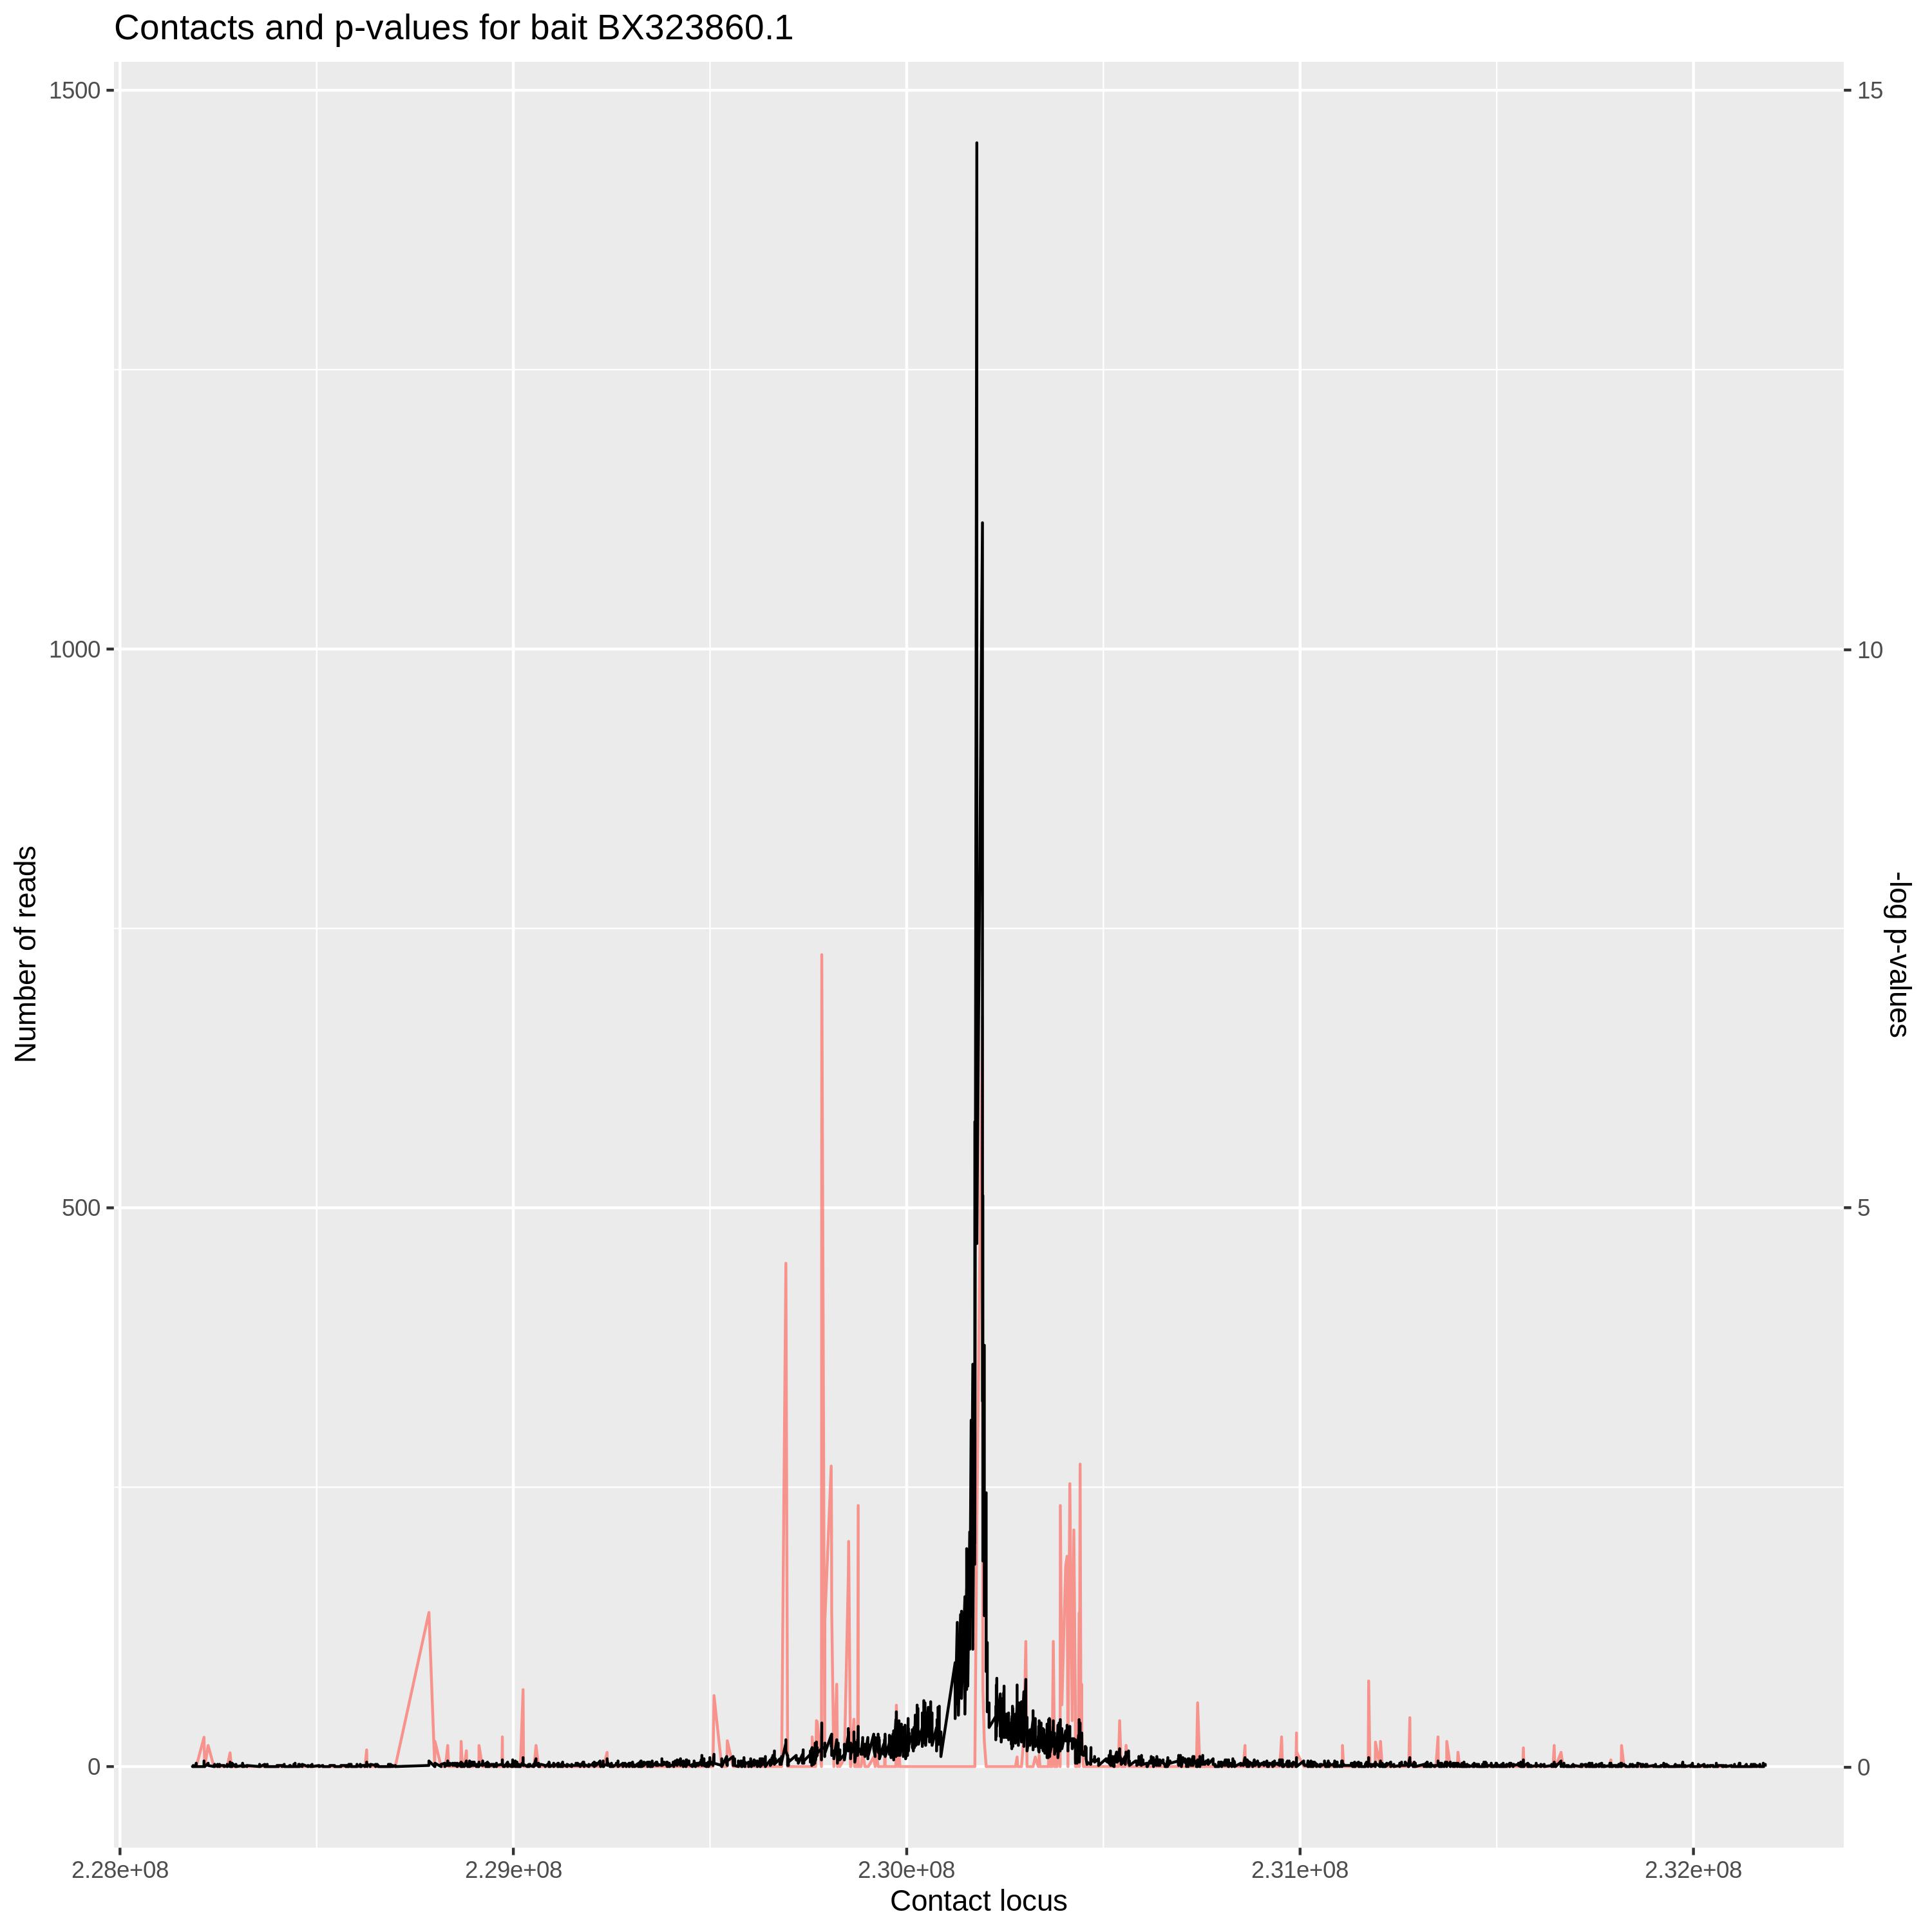 Contacts and p-values for bait BX323860.1
1500
1000
500
0
15
10
5
0
Number of reads
-log p-values
2.28e+08
2.29e+08
2.30e+08
2.31e+08
2.32e+08
Contact locus